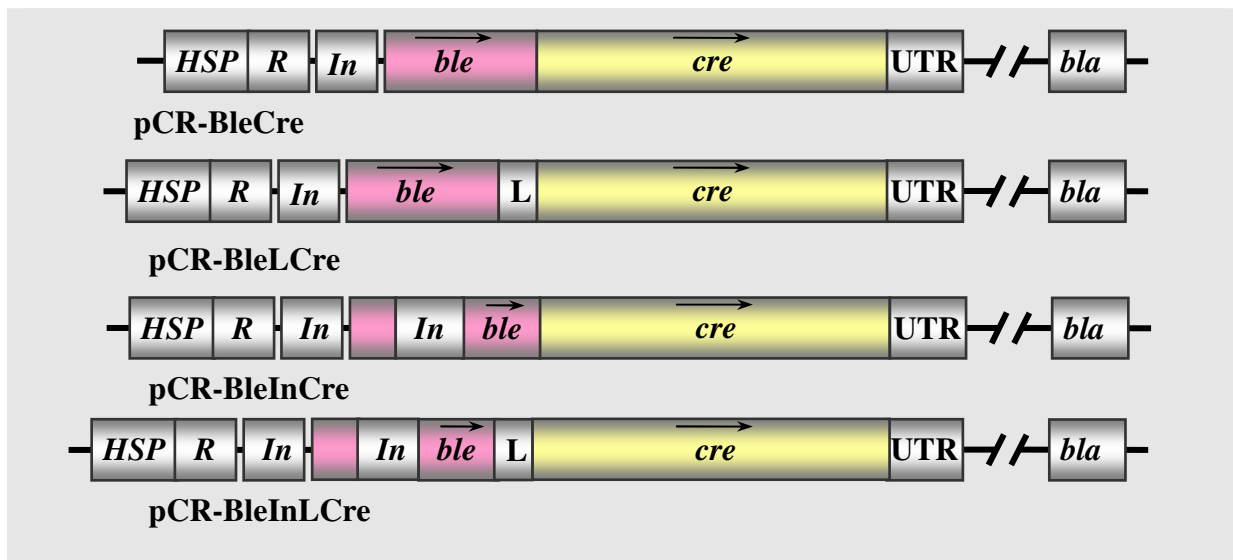 HSP R In ble cre UTR bla
pCR-BleCre
HSP R In ble L cre UTR bla
pCR-BleLCre
HSP R In In ble cre UTR bla
pCR-BleInCre
HSP R In In ble L cre UTR bla
pCR-BleInLCre